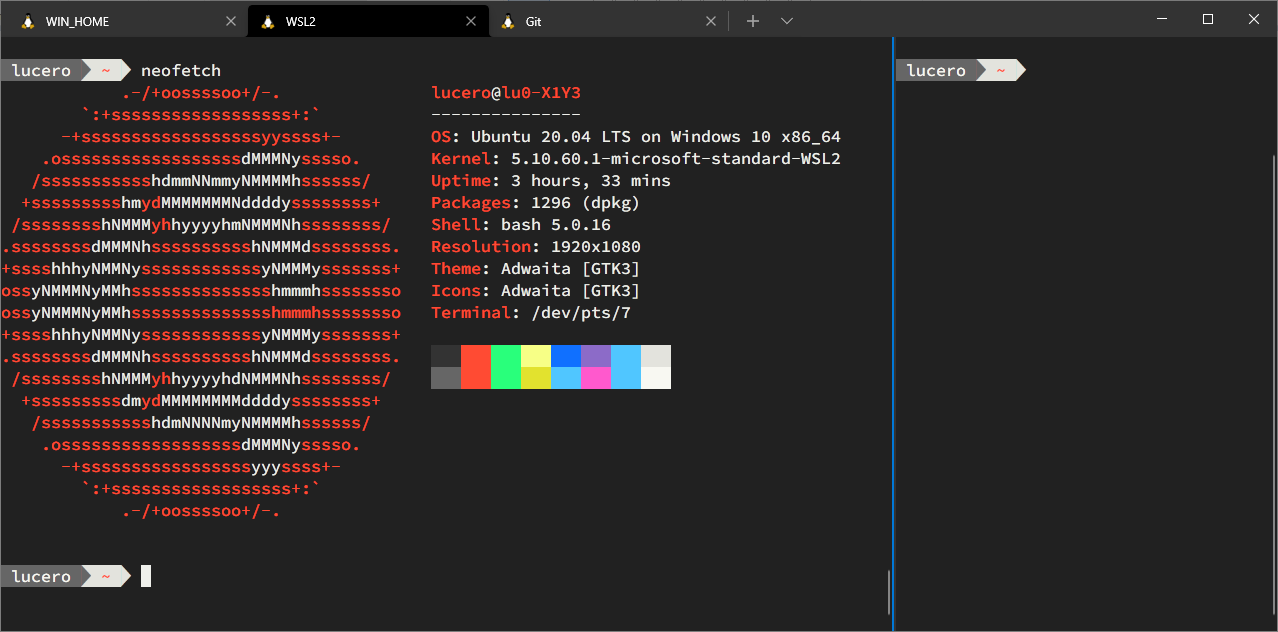 WIN_HOME
WSL2
Git
lucero ~ neofetch
.-/+oossssoo+/-.
`:+ssssssssssssssssss+:`
-+ssssssssssssssssssyyssss+-
.ossssssssssssssssssdMMMNysssso.
/ssssssssssshdmmNNmmyNMMMMhssssss/
+ssssssssshmydMMMMMMMNddddyssssssss+
/sssssssshNMMMyhhyyyyhmNMMMNhssssssss/
.ssssssssdMMMNhsssssssssshNMMMdssssssss.
+sssshhhyNMMNyssssssssssssyNMMMysssssss+
ossyNMMMNyMMhsssssssssssssshmmmhssssssso
ossyNMMMNyMMhsssssssssssssshmmmhssssssso
+sssshhhyNMMNyssssssssssssyNMMMysssssss+
.ssssssssdMMMNhsssssssssshNMMMdssssssss.
/sssssssshNMMMyhhyyyyhdNMMMNhssssssss/
+sssssssssdmydMMMMMMMMddddyssssssss+
/ssssssssssshdmNNNNmyNMMMMhssssss/
.ossssssssssssssssssdMMMNysssso.
-+sssssssssssssssssyyyssss+-
`:+ssssssssssssssssss+:`
.-/+oossssoo+/-.
lucero@lu0-X1Y3
---------------
OS: Ubuntu 20.04 LTS on Windows 10 x86_64
Kernel: 5.10.60.1-microsoft-standard-WSL2
Uptime: 3 hours, 33 mins
Packages: 1296 (dpkg)
Shell: bash 5.0.16
Resolution: 1920x1080
Theme: Adwaita [GTK3]
Icons: Adwaita [GTK3]
Terminal: /dev/pts/7
lucero ~
lucero ~